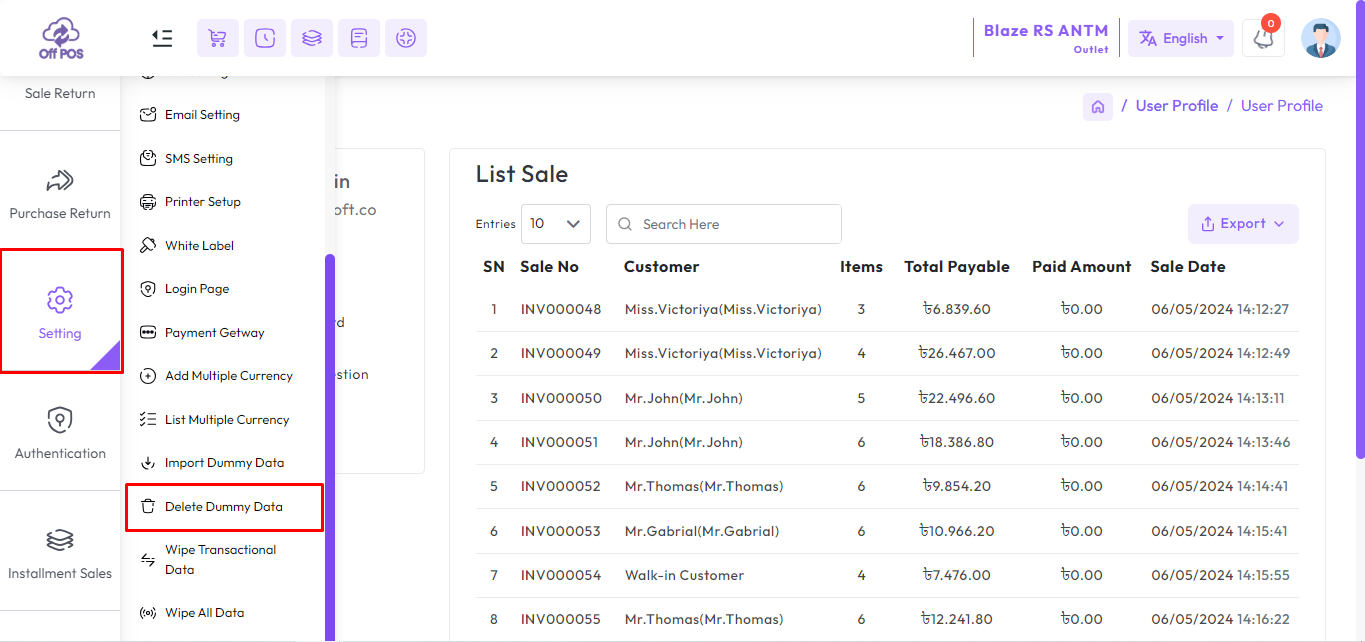 Off POS
Blaze RS ANTM
Outlet
English
0
Sale Return
Purchase Return
Setting
Authentication
Installment Sales
Email Setting
SMS Setting
Printer Setup
White Label
Login Page
Payment Getway
Add Multiple Currency
List Multiple Currency
Import Dummy Data
Delete Dummy Data
Wipe Transactional
Data
Wipe All Data
/ User Profile / User Profile
List Sale
Entries 10 Search Here Export
SN Sale No Customer Items Total Payable Paid Amount Sale Date
1 INV000048 Miss.Victoriya(Miss.Victoriya) 3 ৳6.839.60 ৳0.00 06/05/2024 14:12:27
2 INV000049 Miss.Victoriya(Miss.Victoriya) 4 ৳26.467.00 ৳0.00 06/05/2024 14:12:49
3 INV000050 Mr.John(Mr.John) 5 ৳22.496.60 ৳0.00 06/05/2024 14:13:11
4 INV000051 Mr.John(Mr.John) 6 ৳18.386.80 ৳0.00 06/05/2024 14:13:46
5 INV000052 Mr.Thomas(Mr.Thomas) 6 ৳9.854.20 ৳0.00 06/05/2024 14:14:41
6 INV000053 Mr.Gabrial(Mr.Gabrial) 6 ৳10.966.20 ৳0.00 06/05/2024 14:15:41
7 INV000054 Walk-in Customer 4 ৳7.476.00 ৳0.00 06/05/2024 14:15:55
8 INV000055 Mr.Thomas(Mr.Thomas) 6 ৳12.241.80 ৳0.00 06/05/2024 14:16:22